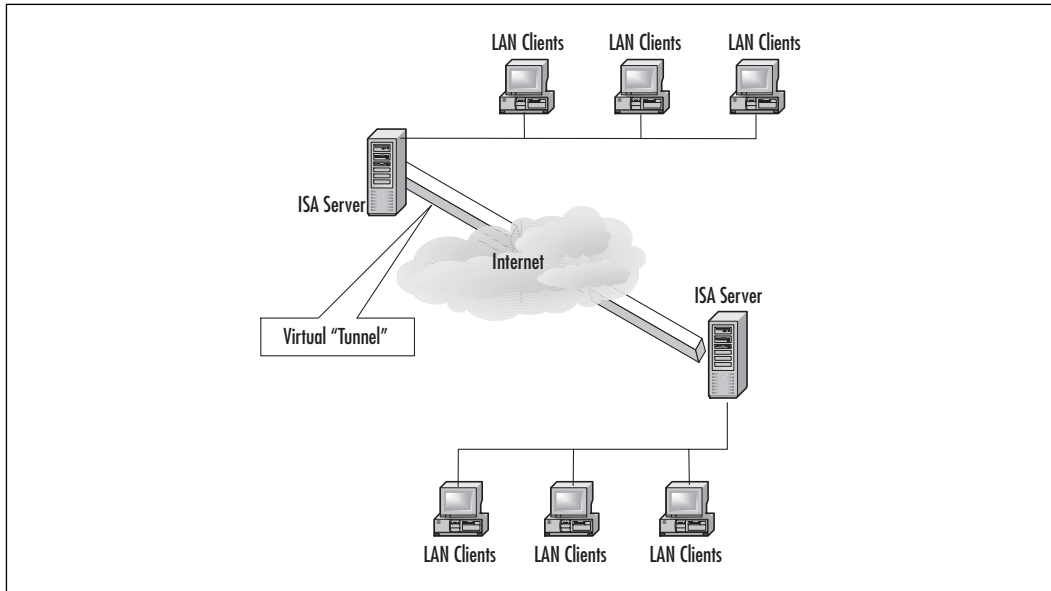 LAN Clients
LAN Clients
LAN Clients
ISA Server
Internet
ISA Server
Virtual “Tunnel”
LAN Clients
LAN Clients
LAN Clients